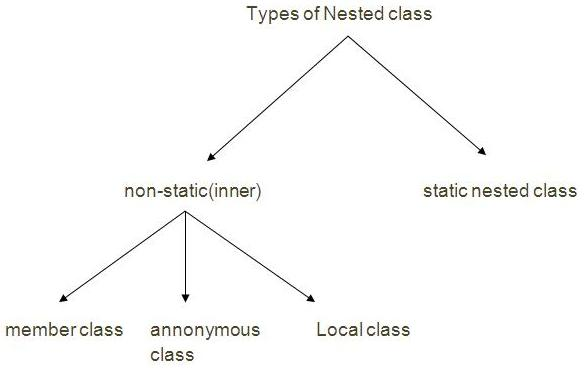 Types of Nested class
non-static(inner)
static nested class
member class
annonymous
class
Local class